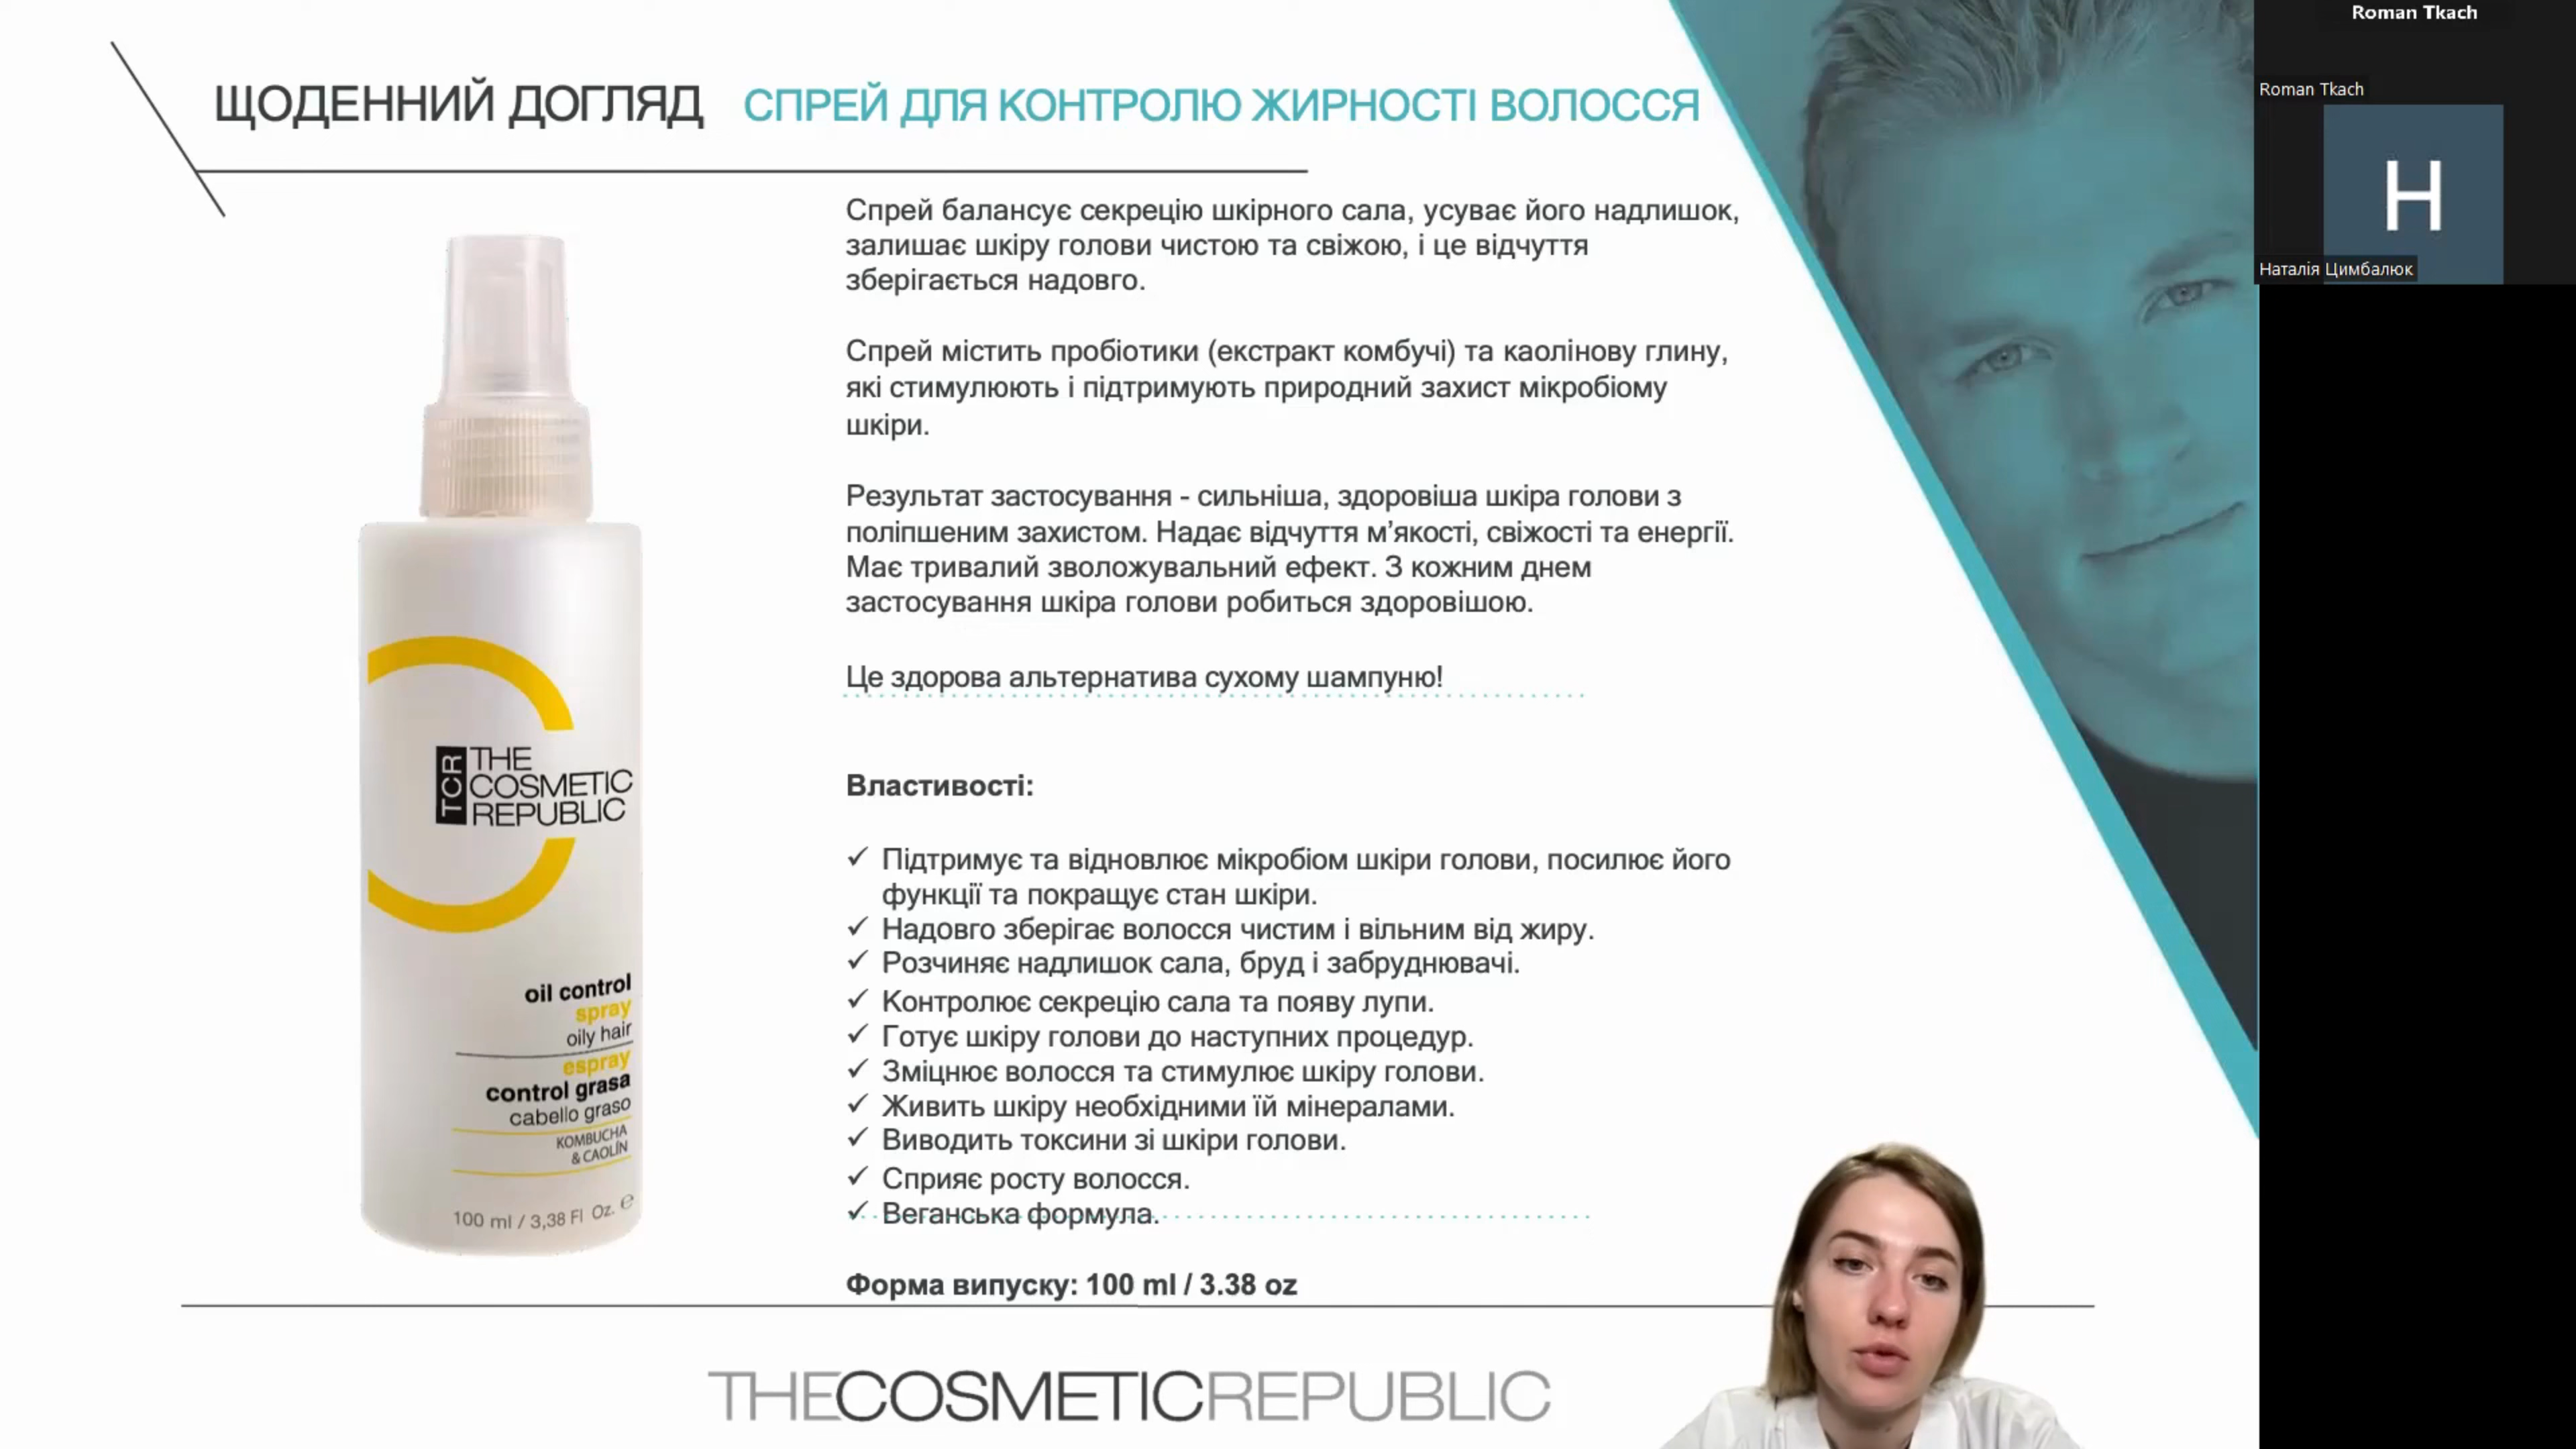 ЩОДЕННИЙ ДОГЛЯД СПРЕЙ ДЛЯ КОНТРОЛЮ ЖИРНОСТІ ВОЛОССЯ
Спрей балансує секрецію шкірного сала, усуває його надлишок,
залишає шкіру голови чистою та свіжою, і це відчуття
зберігається надовго.
Спрей містить пробіотики (екстракт комбучі) та каолінову глину,
які стимулюють і підтримують природний захист мікробіому
шкіри.
Результат застосування - сильніша, здоровіша шкіра голови з
поліпшеним захистом. Надає відчуття м’якості, свіжості та енергії.
Має тривалий зволожувальний ефект. З кожним днем
застосування шкіра голови робиться здоровішою.
Це здорова альтернатива сухому шампуню!
Властивості:
✓ Підтримує та відновлює мікробіом шкіри голови, посилює його
функції та покращує стан шкіри.
✓ Надовго зберігає волосся чистим і вільним від жиру.
✓ Розчиняє надлишок сала, бруд і забруднювачі.
✓ Контролює секрецію сала та появу лупи.
✓ Готує шкіру голови до наступних процедур.
✓ Зміцнює волосся та стимулює шкіру голови.
✓ Живить шкіру необхідними їй мінералами.
✓ Виводить токсини зі шкіри голови.
✓ Сприяє росту волосся.
✓ Веганська формула.
Форма випуску: 100 ml / 3.38 oz
TCR
THE
COSMETIC
REPUBLIC
oil control
spray
oily hair
espray
control grasa
cabello graso
KOMBUCHA
& CAOLÍN
100 ml / 3,38 Fl Oz. ℮
THECOSMETICREPUBLIC
Roman Tkach
Roman Tkach
Н
Наталія Цимбалюк